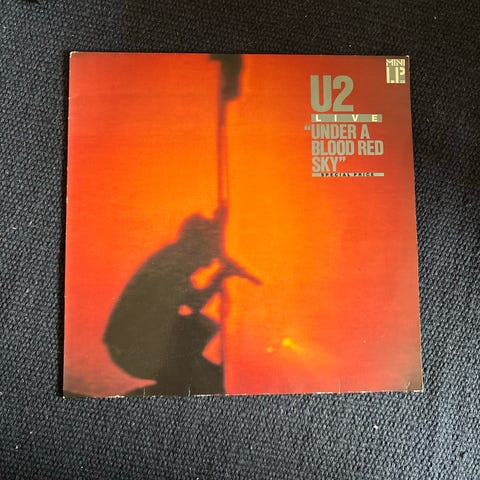 MINI
LP
U2
LIVE
"UNDER A
BLOOD RED
SKY"
SPECIAL PRICE